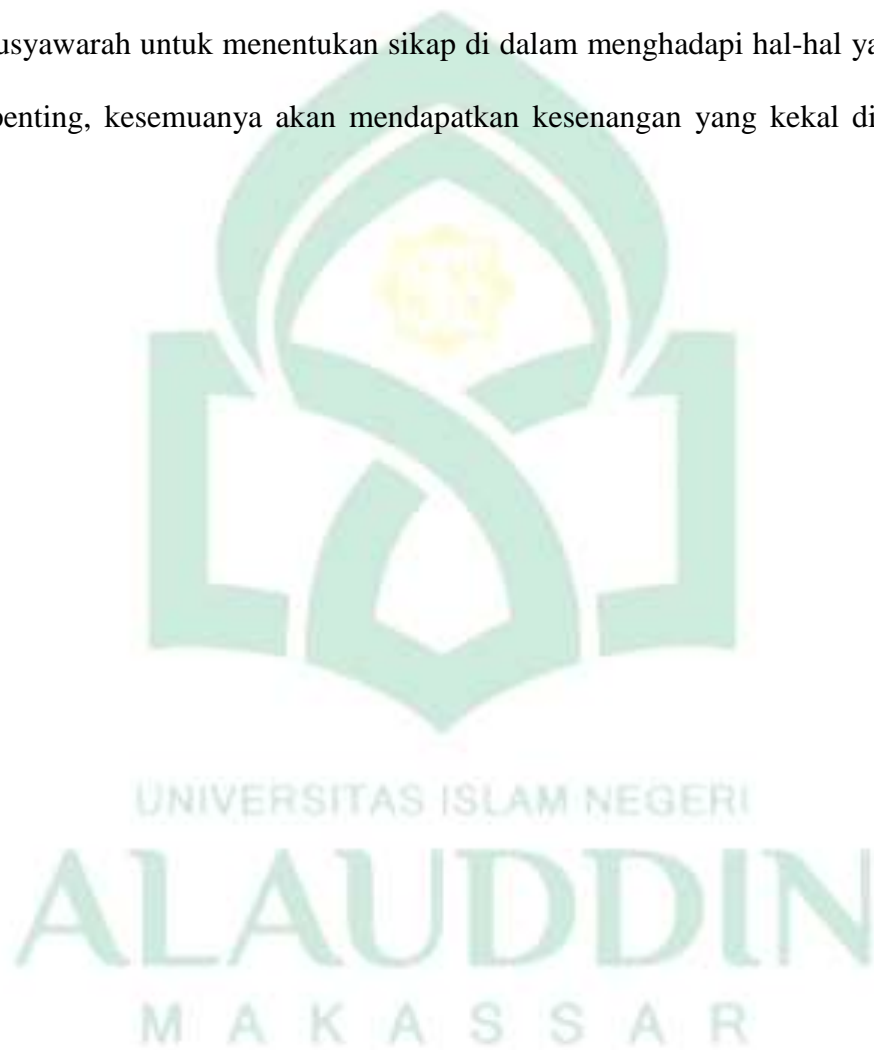 usyawarah untuk menentukan sikap di dalam menghadapi hal-hal ya
penting, kesemuanya akan mendapatkan kesenangan yang kekal di
UNIVERSITAS ISLAM NEGERI
ALAUDDIN
MAKASSAR